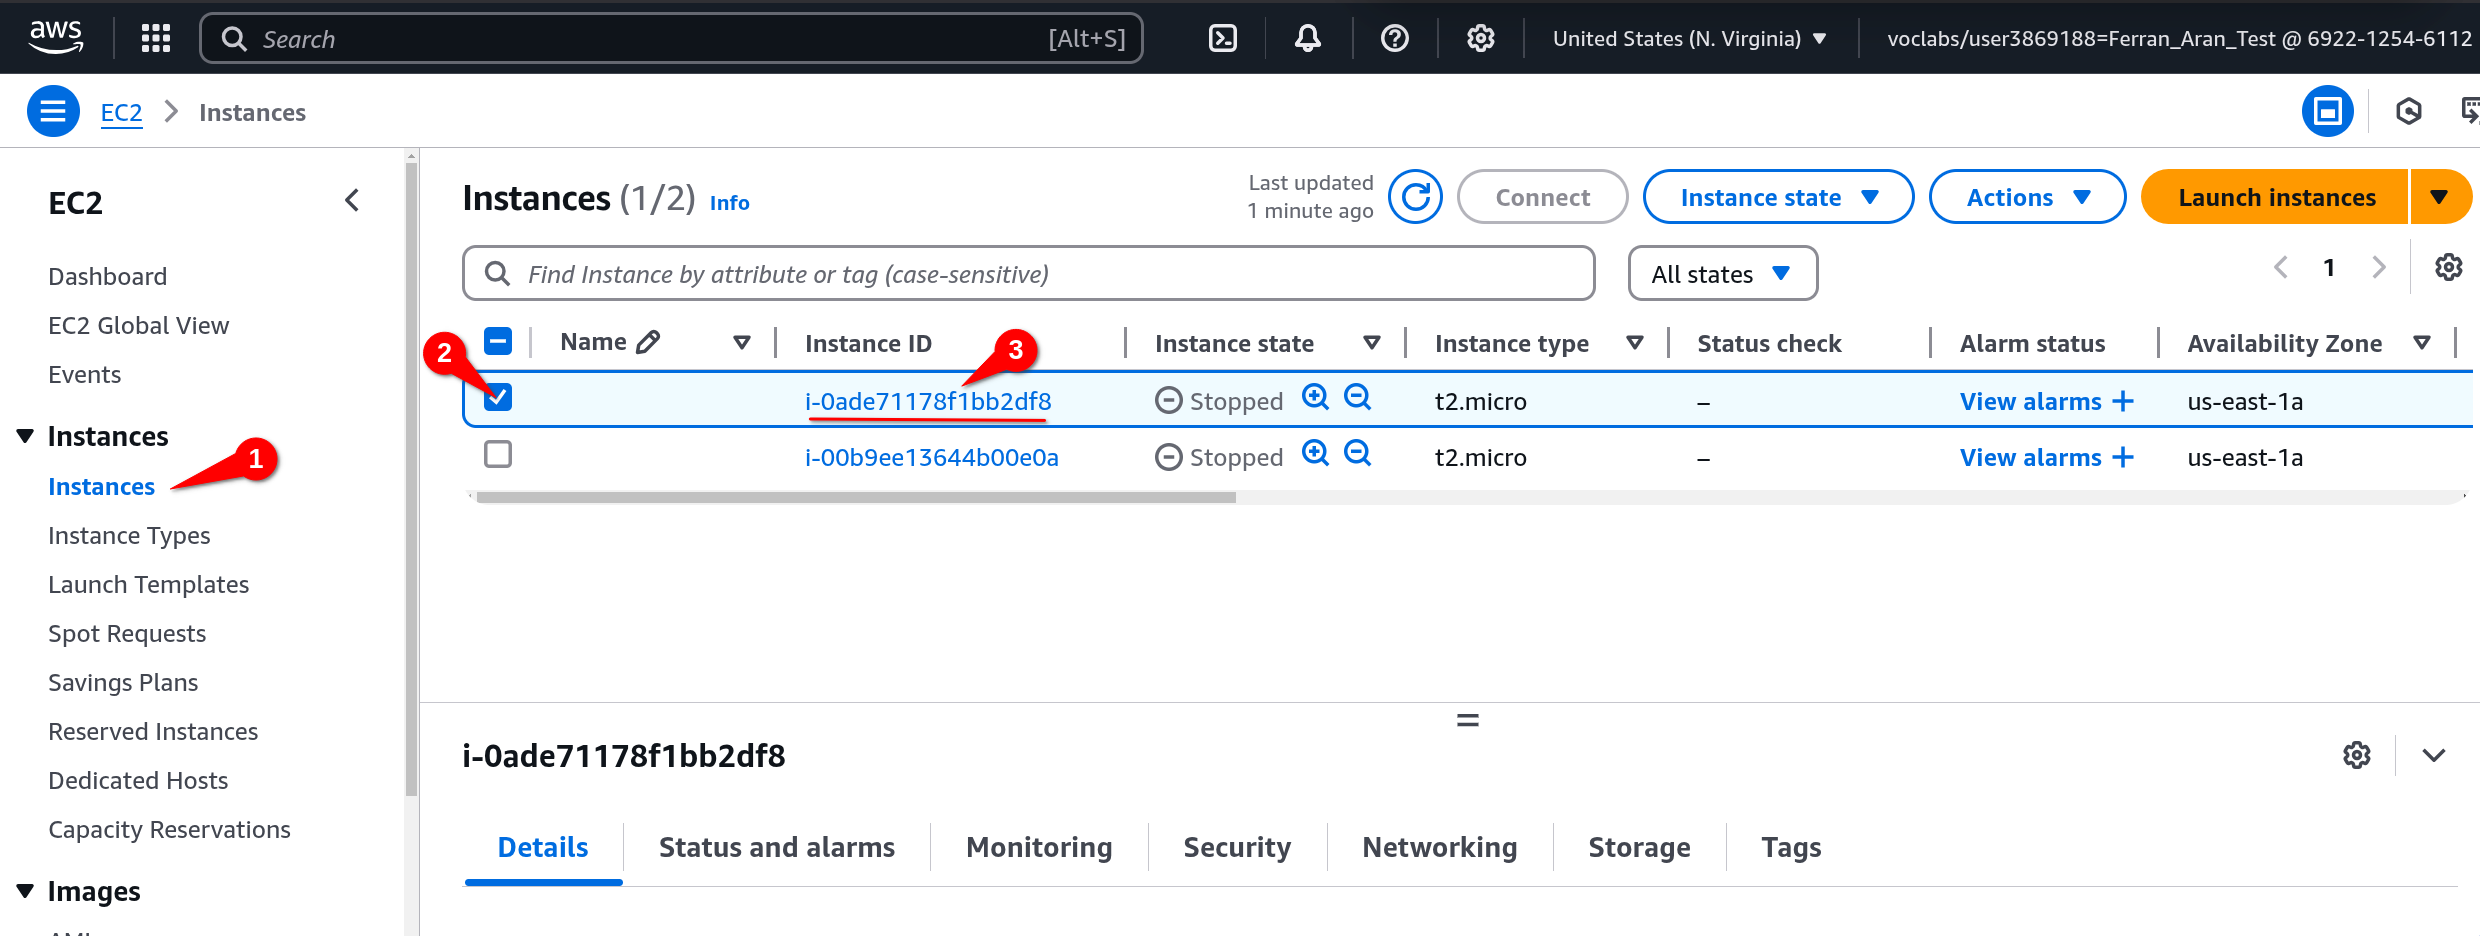 aws
Search [Alt+S]
United States (N. Virginia)
voclabs/user3869188=Ferran_Aran_Test @ 6922-1254-6112
EC2 Instances
EC2
Dashboard
EC2 Global View
Events
Instances
Instances
1
Instance Types
Launch Templates
Spot Requests
Savings Plans
Reserved Instances
Dedicated Hosts
Capacity Reservations
Images
Instances (1/2) Info
Last updated
1 minute ago
Connect
Instance state
Actions
Launch instances
Find Instance by attribute or tag (case-sensitive)
All states
1
Name Instance ID Instance state Instance type Status check Alarm status Availability Zone
2
3
i-0ade71178f1bb2df8 Stopped t2.micro – View alarms + us-east-1a
i-00b9ee13644b00e0a Stopped t2.micro – View alarms + us-east-1a
i-0ade71178f1bb2df8
Details Status and alarms Monitoring Security Networking Storage Tags